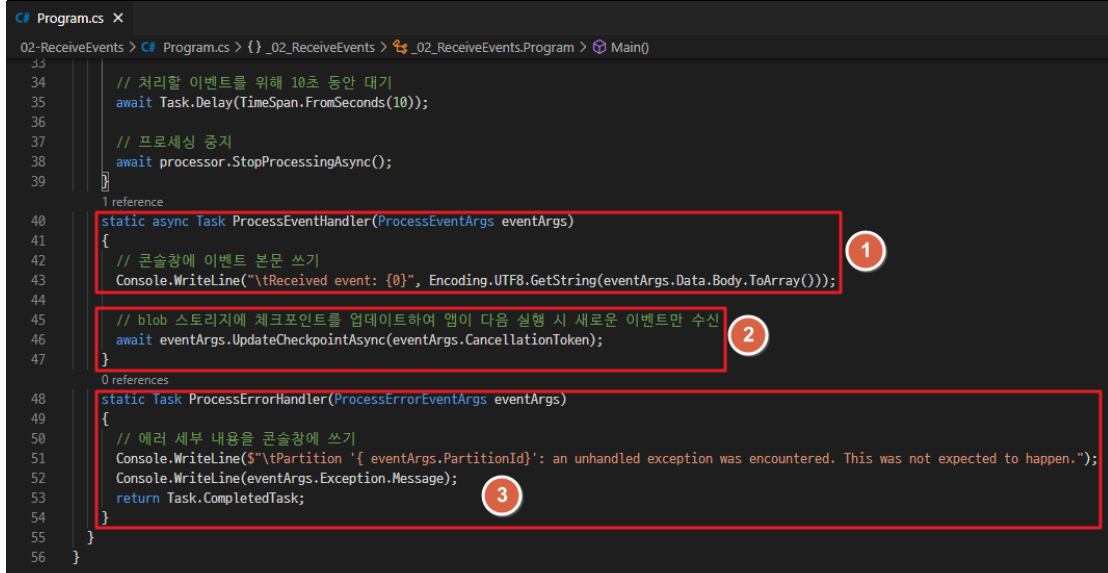 C# Program.cs ×
02-ReceiveEvents > C# Program.cs > {} _02_ReceiveEvents > _02_ReceiveEvents.Program > Main()
33
34 // 처리할 이벤트를 위해 10초 동안 대기
35 await Task.Delay(TimeSpan.FromSeconds(10));
36
37 // 프로세싱 중지
38 await processor.StopProcessingAsync();
39 }
1 reference
40 static async Task ProcessEventHandler(ProcessEventArgs eventArgs)
41 {
42 // 콘솔창에 이벤트 본문 쓰기
43 Console.WriteLine("\tReceived event: {0}", Encoding.UTF8.GetString(eventArgs.Data.Body.ToArray()));
1
44
45 // blob 스토리지에 체크포인트를 업데이트하여 앱이 다음 실행 시 새로운 이벤트만 수신
46 await eventArgs.UpdateCheckpointAsync(eventArgs.CancellationToken);
2
47 }
0 references
48 static Task ProcessErrorHandler(ProcessErrorEventArgs eventArgs)
49 {
50 // 에러 세부 내용을 콘솔창에 쓰기
51 Console.WriteLine($"\tPartition '{ eventArgs.PartitionId}': an unhandled exception was encountered. This was not expected to happen.");
52 Console.WriteLine(eventArgs.Exception.Message);
53 return Task.CompletedTask;
3
54 }
55 }
56 }